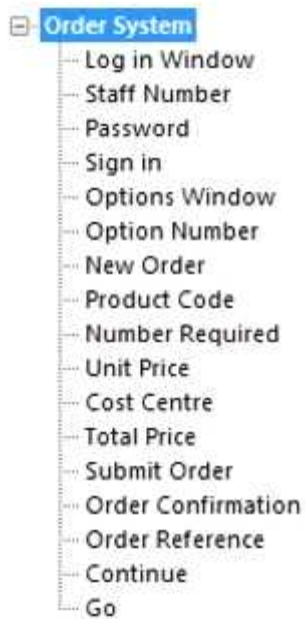 Order System
Log in Window
Staff Number
Password
Sign in
Options Window
Option Number
New Order
Product Code
Number Required
Unit Price
Cost Centre
Total Price
Submit Order
Order Confirmation
Order Reference
Continue
Go